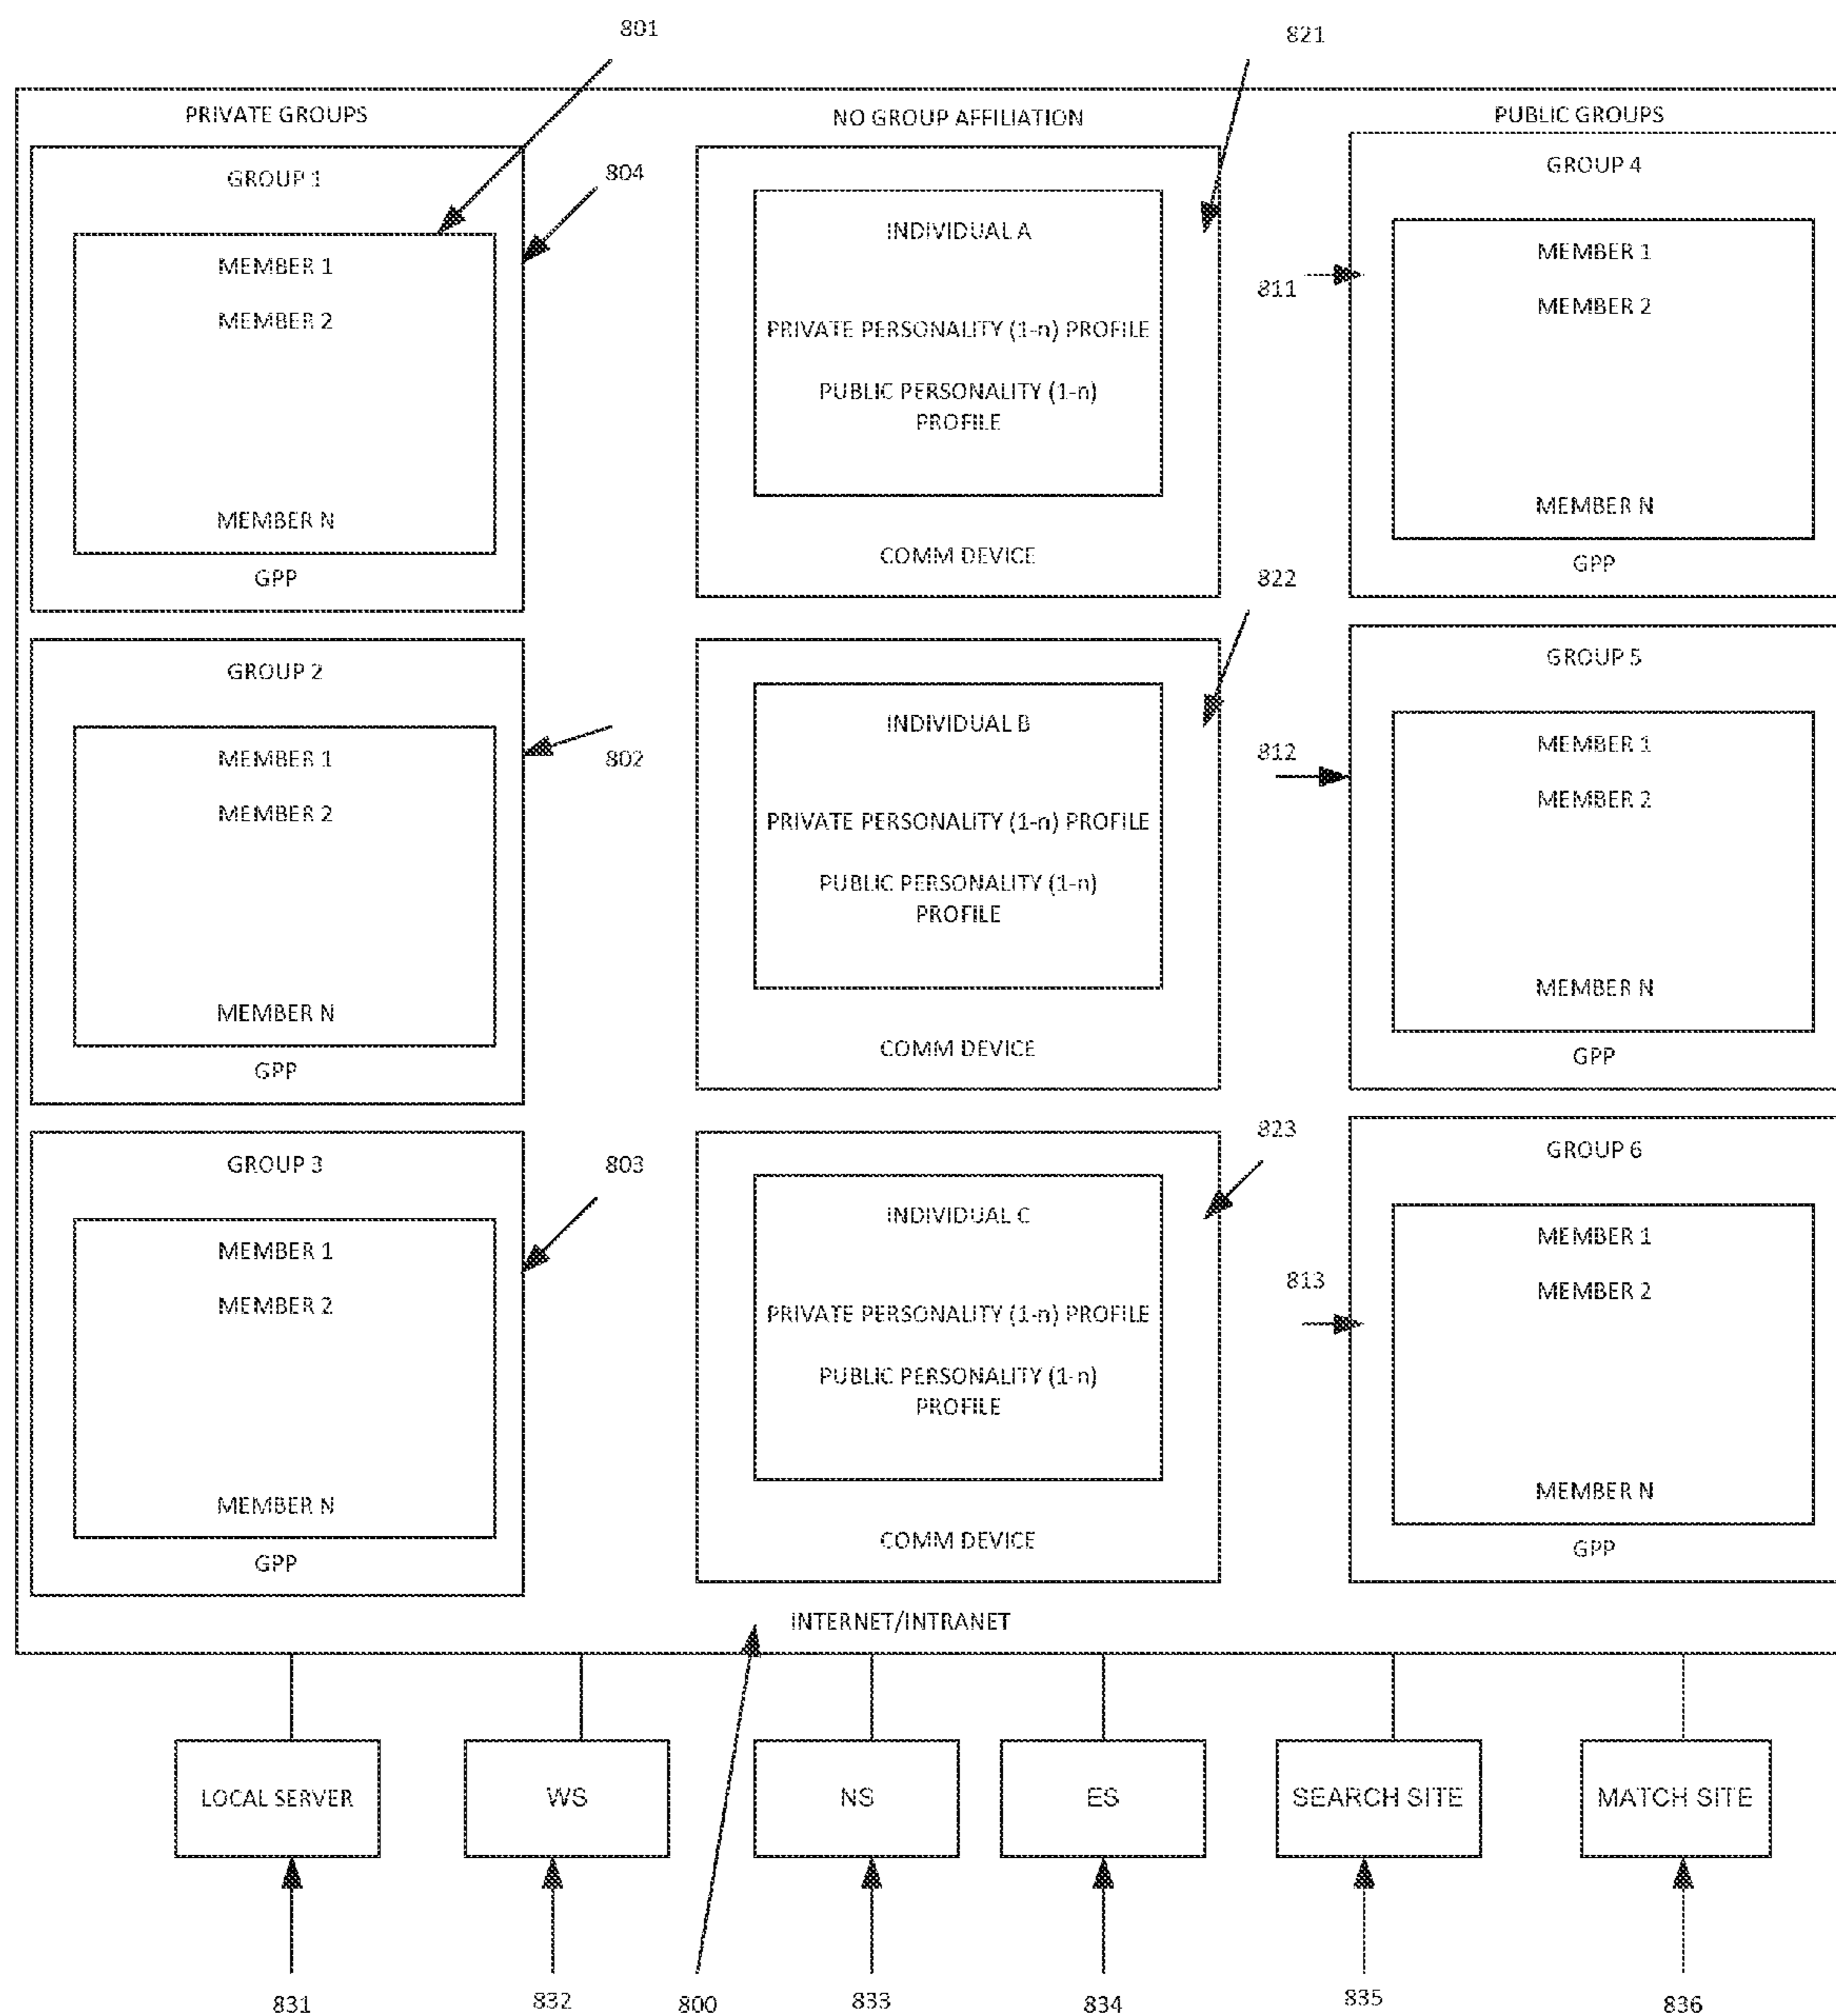 801
821
PRIVATE GROUPS
NO GROUP AFFILIATION
PUBLIC GROUPS
GROUP 1
804
MEMBER 1
MEMBER 2
MEMBER N
GPP
INDIVIDUAL A
PRIVATE PERSONALITY (1-n) PROFILE
PUBLIC PERSONALITY (1-n)
PROFILE
COMM DEVICE
811
GROUP 4
MEMBER 1
MEMBER 2
MEMBER N
GPP
822
GROUP 2
802
MEMBER 1
MEMBER 2
MEMBER N
GPP
INDIVIDUAL B
PRIVATE PERSONALITY (1-n) PROFILE
PUBLIC PERSONALITY (1-n)
PROFILE
COMM DEVICE
812
GROUP 5
MEMBER 1
MEMBER 2
MEMBER N
GPP
823
GROUP 3
803
MEMBER 1
MEMBER 2
MEMBER N
GPP
INDIVIDUAL C
PRIVATE PERSONALITY (1-n) PROFILE
PUBLIC PERSONALITY (1-n)
PROFILE
COMM DEVICE
813
GROUP 6
MEMBER 1
MEMBER 2
MEMBER N
GPP
INTERNET/INTRANET
LOCAL SERVER
WS
NS
ES
SEARCH SITE
MATCH SITE
831
832
800
833
834
835
836